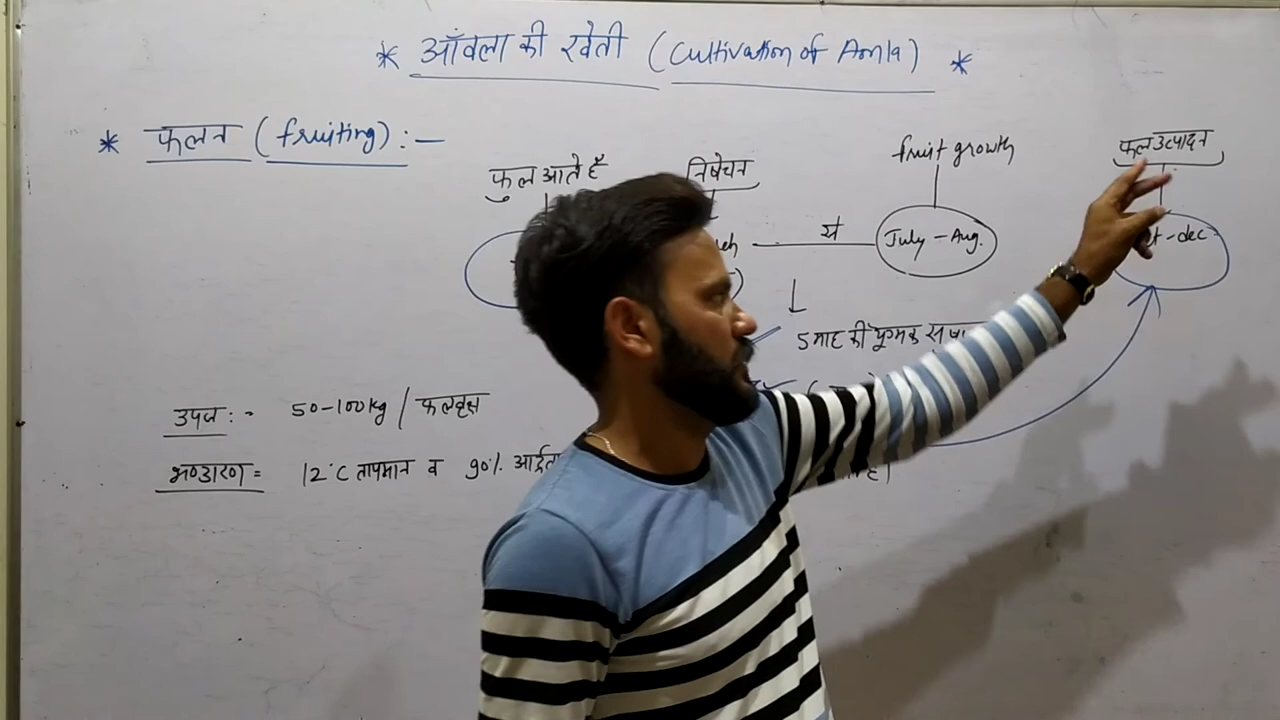 * आँवला की खेती (Cultivation of Amla) *
* फलन (fruiting) :—
फुल आते हैं
निषेचन
fruit growth
फल उत्पादन
से
July - Aug.
- dec
5 माह की
उपज :- 50-100kg / फलवृक्ष
भण्डारण = 12°C तापमान व 90% आर्द्रता